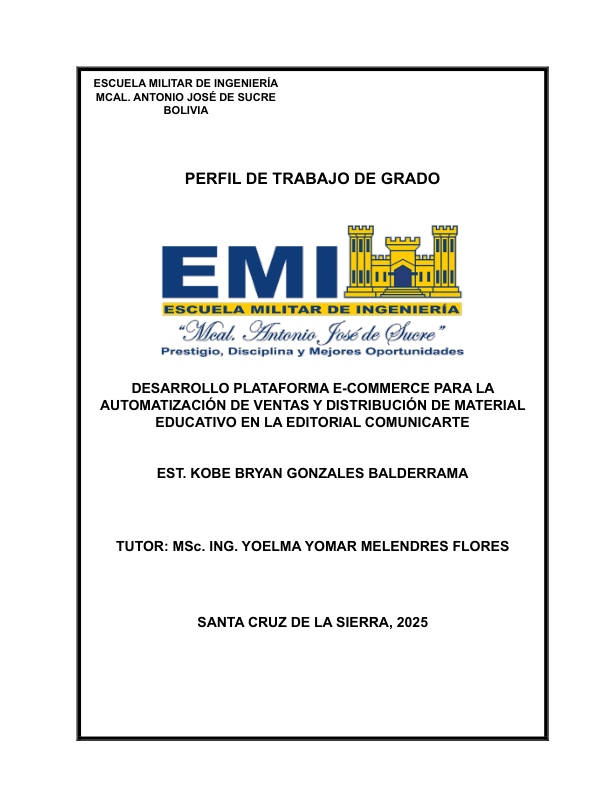 ESCUELA MILITAR DE INGENIERÍA
MCAL. ANTONIO JOSÉ DE SUCRE
BOLIVIA
PERFIL DE TRABAJO DE GRADO
EMI
ESCUELA MILITAR DE INGENIERÍA
“Mcal. Antonio José de Sucre”
Prestigio, Disciplina y Mejores Oportunidades
DESARROLLO PLATAFORMA E-COMMERCE PARA LA
AUTOMATIZACIÓN DE VENTAS Y DISTRIBUCIÓN DE MATERIAL
EDUCATIVO EN LA EDITORIAL COMUNICARTE
EST. KOBE BRYAN GONZALES BALDERRAMA
TUTOR: MSc. ING. YOELMA YOMAR MELENDRES FLORES
SANTA CRUZ DE LA SIERRA, 2025